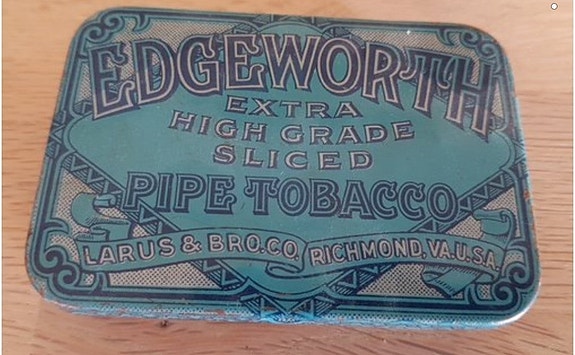 EDGEWORTH
EXTRA
HIGH GRADE
SLICED
PIPE TOBACCO
LARUS & BRO.CO. RICHMOND, VA.U.S.A.